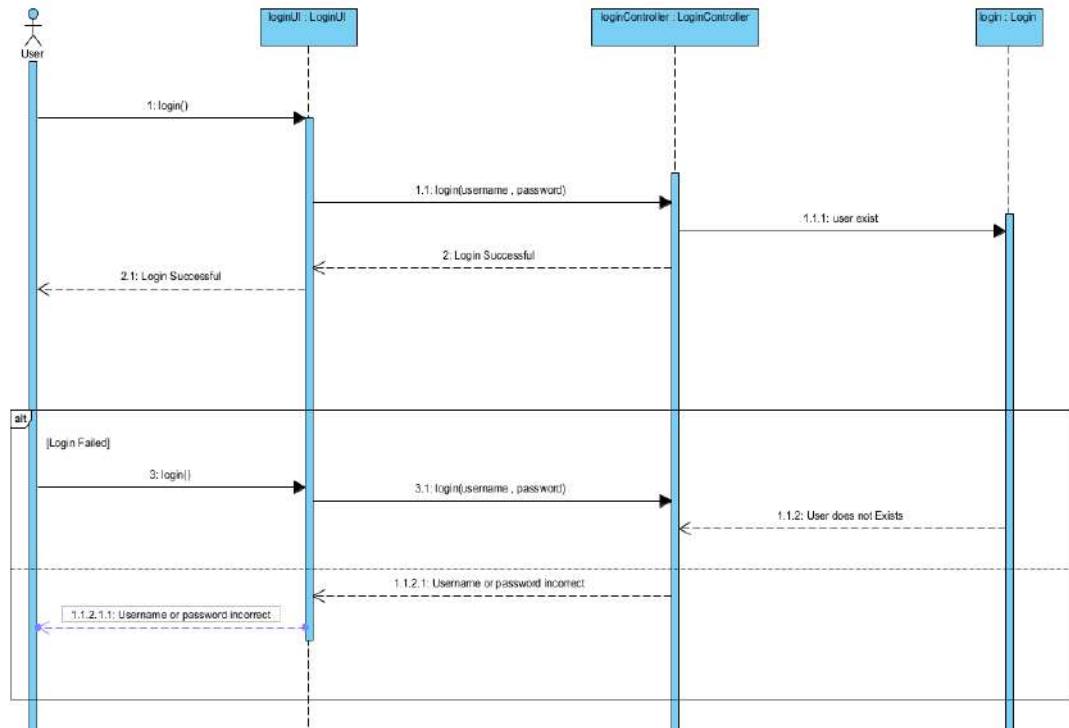 loginUI : LoginUI
loginController : LoginController
login : Login
User
1: login()
1.1: login(username , password)
1.1.1: user exist
2: Login Successful
2.1: Login Successful
alt
[Login Failed]
3: login()
3.1: login(username , password)
1.1.2: User does not Exists
1.1.2.1: Username or password incorrect
1.1.2.1.1: Username or password incorrect